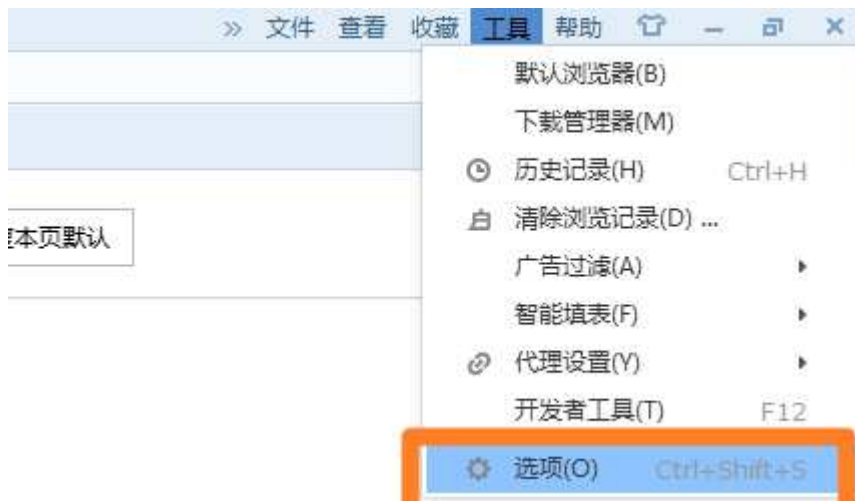 » 文件 查看 收藏 工具 帮助
默认浏览器(B)
下载管理器(M)
历史记录(H) Ctrl+H
清除浏览记录(D) ...
本页默认
广告过滤(A)
智能填表(F)
代理设置(Y)
开发者工具(T) F12
选项(O) Ctrl+Shift+S